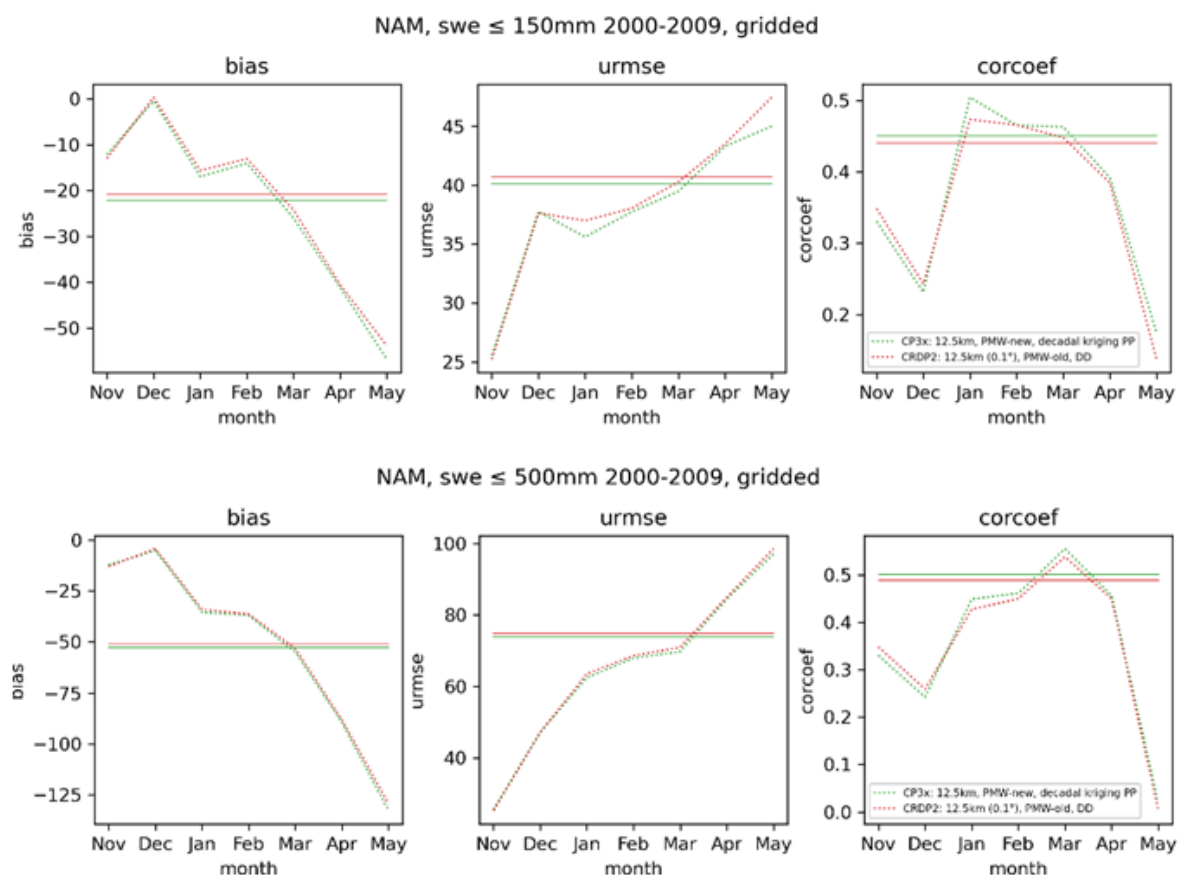 NAM, swe ≤ 150mm 2000-2009, gridded
bias
urmse
corcoef
0
−10
−20
−30
−40
−50
bias
Nov Dec Jan Feb Mar Apr May
month
45
40
35
30
25
urmse
Nov Dec Jan Feb Mar Apr May
month
0.5
0.4
0.3
0.2
corcoef
CP3x: 12.5km, PMW-new, decadal kriging PP
CRDP2: 12.5km (0.1°), PMW-old, DD
Nov Dec Jan Feb Mar Apr May
month
NAM, swe ≤ 500mm 2000-2009, gridded
bias
urmse
corcoef
0
−25
−50
−75
−100
−125
bias
Nov Dec Jan Feb Mar Apr May
month
100
80
60
40
urmse
Nov Dec Jan Feb Mar Apr May
month
0.5
0.4
0.3
0.2
0.1
0.0
corcoef
CP3x: 12.5km, PMW-new, decadal kriging PP
CRDP2: 12.5km (0.1°), PMW-old, DD
Nov Dec Jan Feb Mar Apr May
month